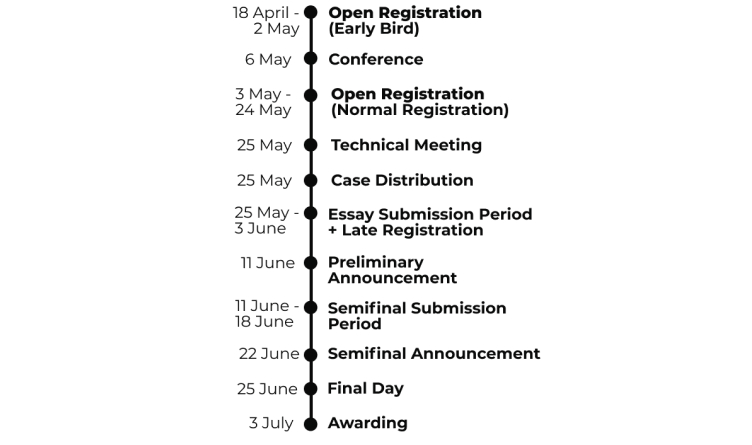 18 April -
2 May
Open Registration
(Early Bird)
6 May
Conference
3 May -
24 May
Open Registration
(Normal Registration)
25 May
Technical Meeting
25 May
Case Distribution
25 May -
3 June
Essay Submission Period
+ Late Registration
11 June
Preliminary
Announcement
11 June -
18 June
Semifinal Submission
Period
22 June
Semifinal Announcement
25 June
Final Day
3 July
Awarding